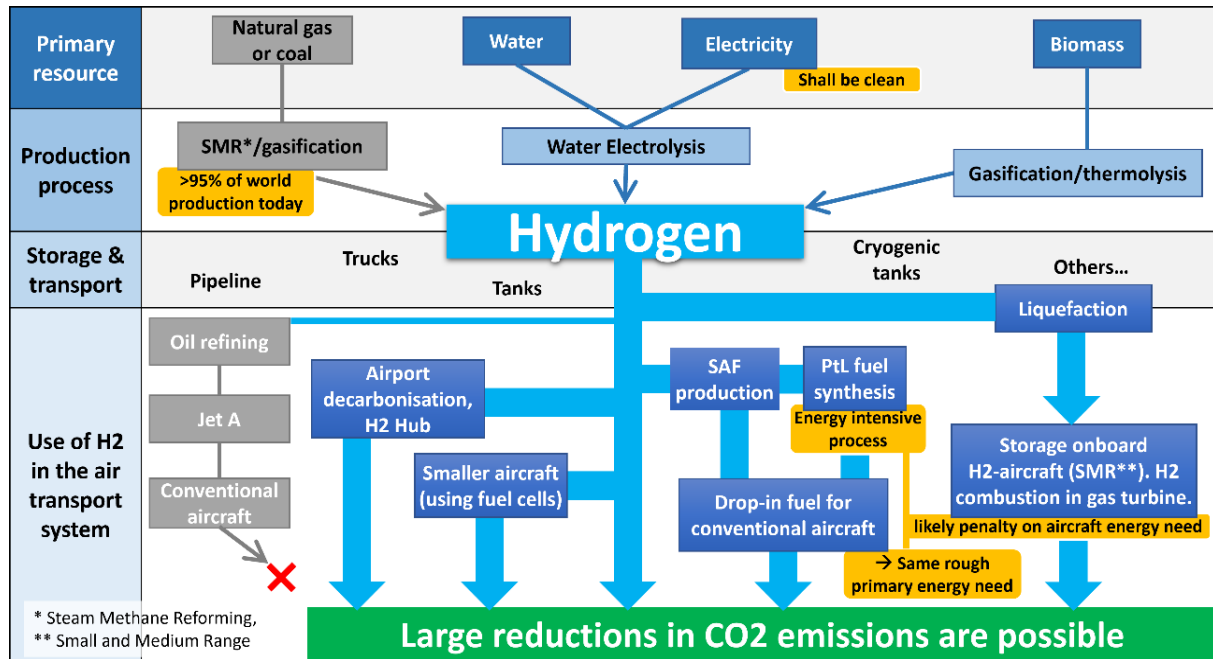 Primary
resource
Natural gas
or coal
Water
Electricity
Shall be clean
Biomass
Production
process
SMR*/gasification
>95% of world
production today
Water Electrolysis
Gasification/thermolysis
Hydrogen
Storage &
transport
Pipeline
Trucks
Tanks
Cryogenic
tanks
Others...
Liquefaction
Use of H2
in the air
transport
system
Oil refining
Jet A
Conventional
aircraft
Airport
decarbonisation,
H2 Hub
Smaller aircraft
(using fuel cells)
SAF
production
PtL fuel
synthesis
Energy intensive
process
Drop-in fuel for
conventional aircraft
Storage onboard
H2-aircraft (SMR**). H2
combustion in gas turbine.
likely penalty on aircraft energy need
→ Same rough
primary energy need
* Steam Methane Reforming,
** Small and Medium Range
Large reductions in CO2 emissions are possible